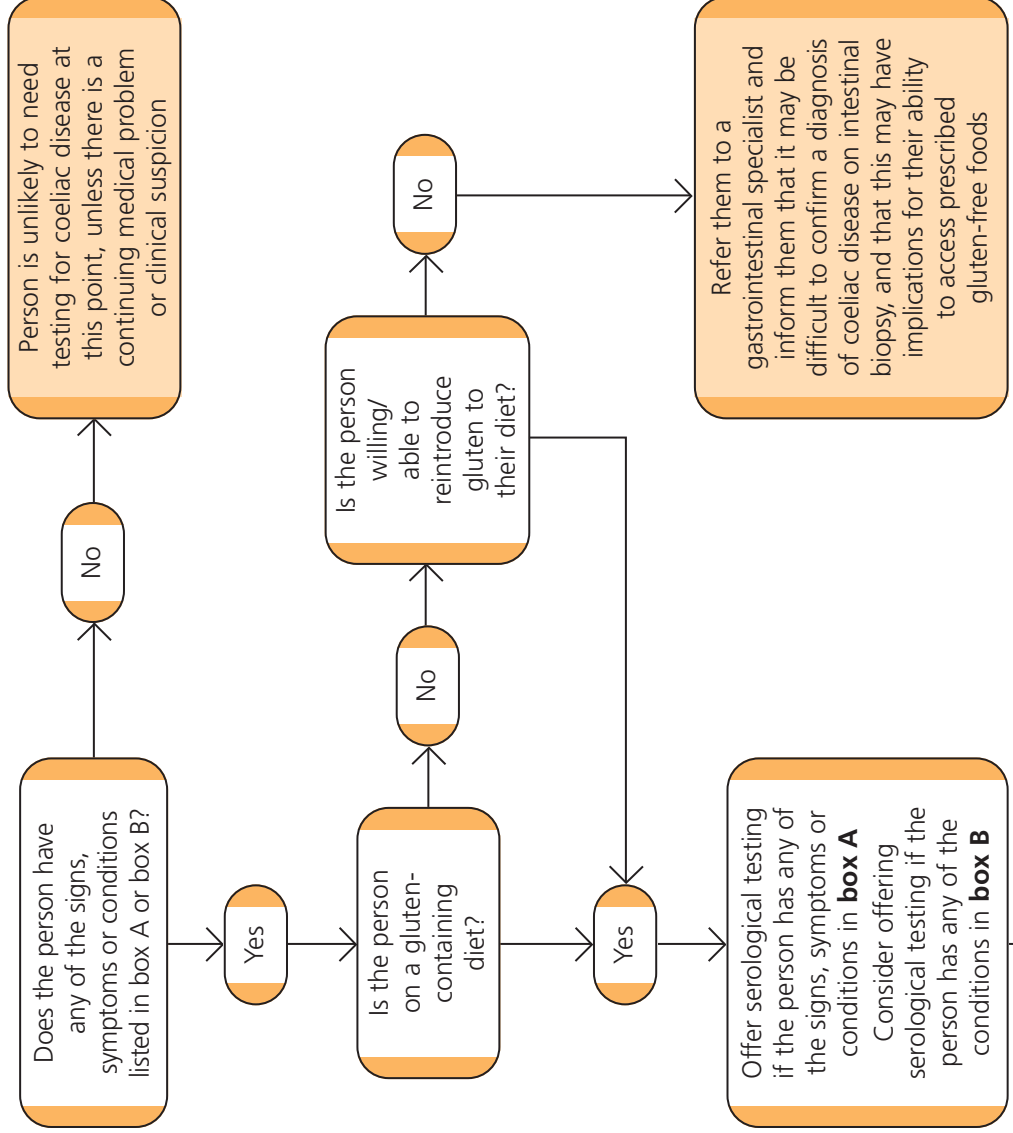 Does the person have
any of the signs,
symptoms or conditions
listed in box A or box B?
No
Person is unlikely to need
testing for coeliac disease at
this point, unless there is a
continuing medical problem
or clinical suspicion
Yes
Is the person
on a gluten-
containing
diet?
No
Is the person
willing/
able to
reintroduce
gluten to
their diet?
No
Refer them to a
gastrointestinal specialist and
inform them that it may be
difficult to confirm a diagnosis
of coeliac disease on intestinal
biopsy, and that this may have
implications for their ability
to access prescribed
gluten-free foods
Yes
Offer serological testing
if the person has any of
the signs, symptoms or
conditions in box A
Consider offering
serological testing if the
person has any of the
conditions in box B